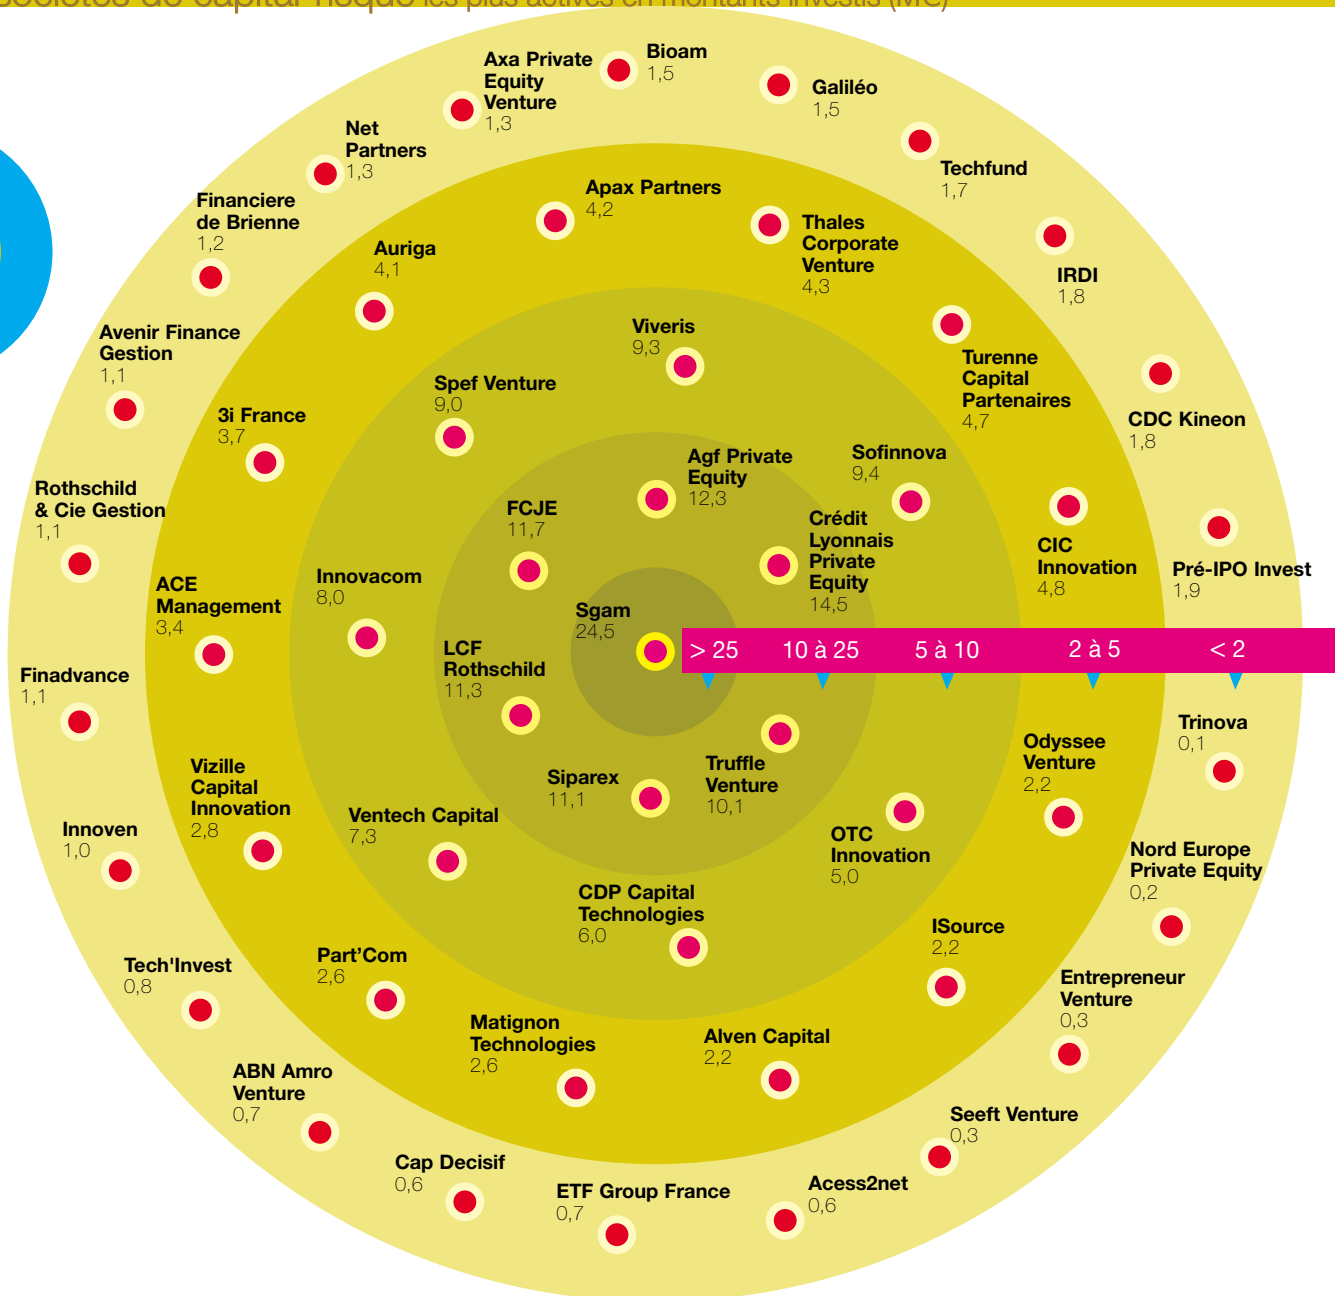 sociétés de capital-risque les plus actives en montants investis (M€)
Bioam
1,5
Axa Private
Equity
Venture
1,3
Galiléo
1,5
Net
Partners
1,3
Techfund
1,7
Financiere
de Brienne
1,2
Apax Partners
4,2
Thales
Corporate
Venture
4,3
Auriga
4,1
IRDI
1,8
Avenir Finance
Gestion
1,1
Viveris
9,3
Turenne
Capital
Partenaires
4,7
Spef Venture
9,0
3i France
3,7
CDC Kineon
1,8
Agf Private
Equity
12,3
Sofinnova
9,4
Rothschild
& Cie Gestion
1,1
FCJE
11,7
Crédit
Lyonnais
Private
Equity
14,5
CIC
Innovation
4,8
Pré-IPO Invest
1,9
Innovacom
8,0
ACE
Management
3,4
Sgam
24,5
> 25 10 à 25 5 à 10 2 à 5 < 2
LCF
Rothschild
11,3
Finadvance
1,1
Trinova
0,1
Odyssee
Venture
2,2
Vizille
Capital
Innovation
2,8
Siparex
11,1
Truffle
Venture
10,1
Ventech Capital
7,3
Innoven
1,0
OTC
Innovation
5,0
Nord Europe
Private Equity
0,2
CDP Capital
Technologies
6,0
ISource
2,2
Part’Com
2,6
Tech'Invest
0,8
Entrepreneur
Venture
0,3
Matignon
Technologies
2,6
Alven Capital
2,2
ABN Amro
Venture
0,7
Seeft Venture
0,3
Cap Decisif
0,6
ETF Group France
0,7
Acess2net
0,6